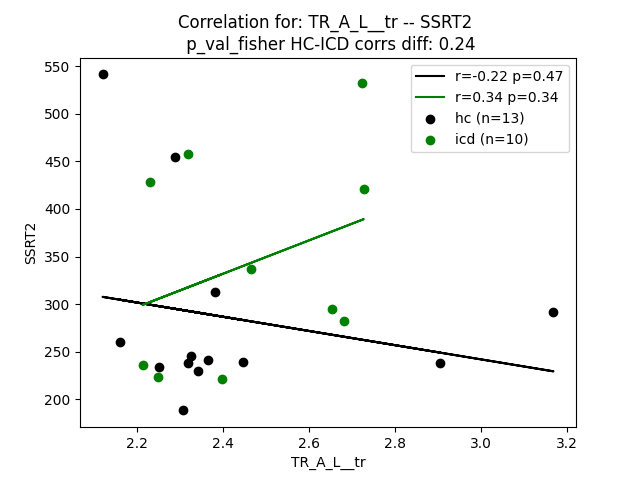 Correlation for: TR_A_L__tr -- SSRT2
p_val_fisher HC-ICD corrs diff: 0.24
550
500
450
400
350
300
250
200
SSRT2
r=-0.22 p=0.47
r=0.34 p=0.34
hc (n=13)
icd (n=10)
2.2 2.4 2.6 2.8 3.0 3.2
TR_A_L__tr